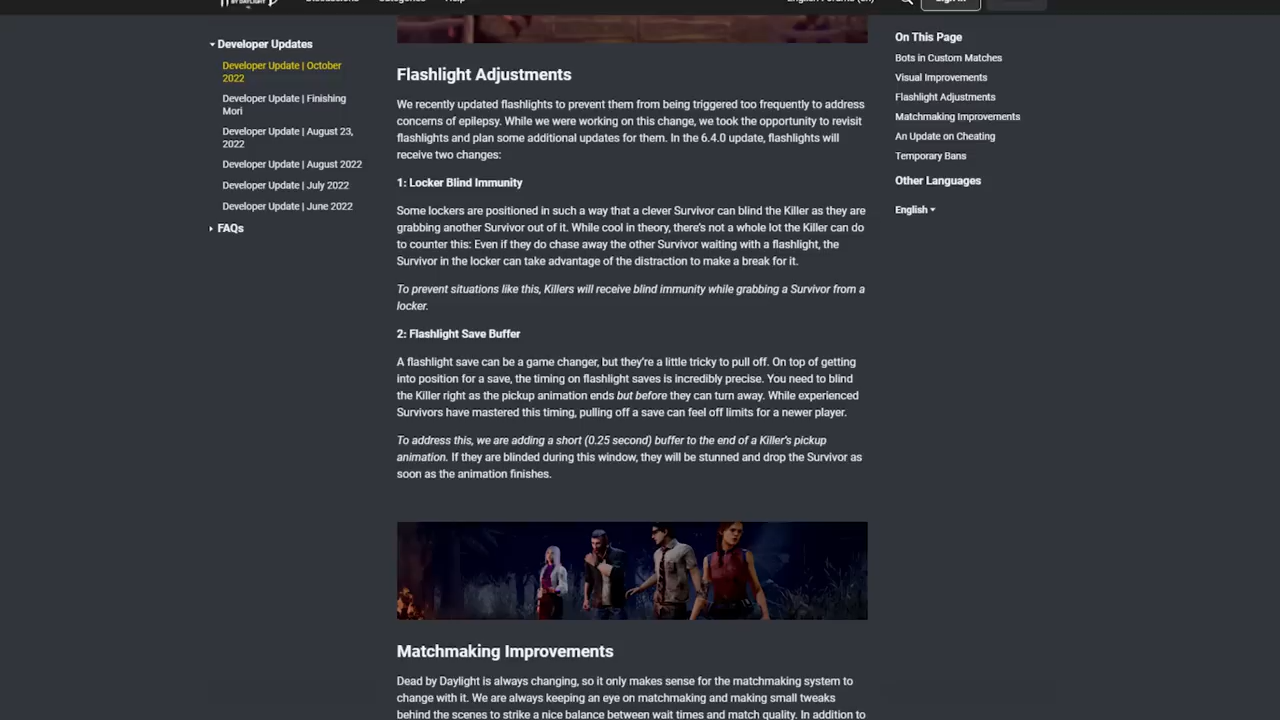 BY DAYLIGHT
Developer Updates
Developer Update | October
2022
Developer Update | Finishing
Mori
Developer Update | August 23,
2022
Developer Update | August 2022
Developer Update | July 2022
Developer Update | June 2022
FAQs
Flashlight Adjustments
We recently updated flashlights to prevent them from being triggered too frequently to address
concerns of epilepsy. While we were working on this change, we took the opportunity to revisit
flashlights and plan some additional updates for them. In the 6.4.0 update, flashlights will
receive two changes:
1: Locker Blind Immunity
Some lockers are positioned in such a way that a clever Survivor can blind the Killer as they are
grabbing another Survivor out of it. While cool in theory, there's not a whole lot the Killer can do
to counter this: Even if they do chase away the other Survivor waiting with a flashlight, the
Survivor in the locker can take advantage of the distraction to make a break for it.
To prevent situations like this, Killers will receive blind immunity while grabbing a Survivor from a
locker.
2: Flashlight Save Buffer
A flashlight save can be a game changer, but they're a little tricky to pull off. On top of getting
into position for a save, the timing on flashlight saves is incredibly precise. You need to blind
the Killer right as the pickup animation ends but before they can turn away. While experienced
Survivors have mastered this timing, pulling off a save can feel off limits for a newer player.
To address this, we are adding a short (0.25 second) buffer to the end of a Killer's pickup
animation. If they are blinded during this window, they will be stunned and drop the Survivor as
soon as the animation finishes.
Matchmaking Improvements
Dead by Daylight is always changing, so it only makes sense for the matchmaking system to
change with it. We are always keeping an eye on matchmaking and making small tweaks
behind the scenes to strike a nice balance between wait times and match quality. In addition to
On This Page
Bots in Custom Matches
Visual Improvements
Flashlight Adjustments
Matchmaking Improvements
An Update on Cheating
Temporary Bans
Other Languages
English